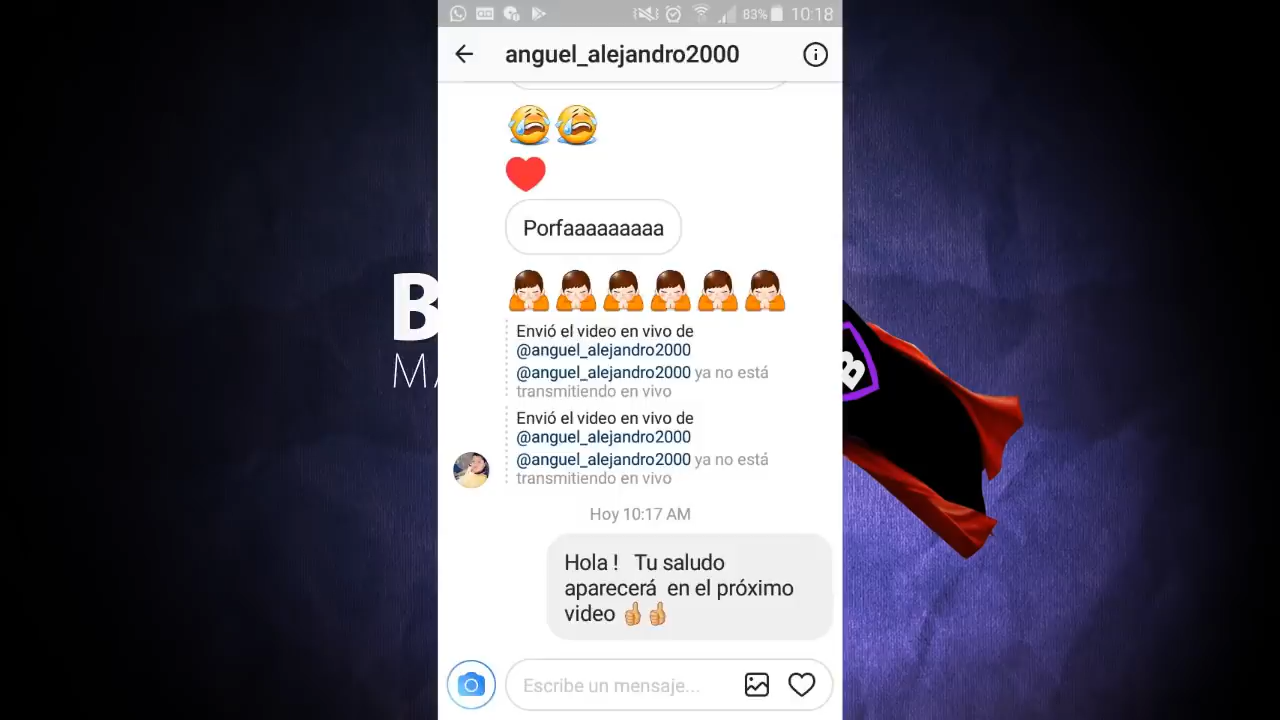 83% 10:18
anguel_alejandro2000
Porfaaaaaaaaa
Envió el video en vivo de
@anguel_alejandro2000
@anguel_alejandro2000 ya no está
transmitiendo en vivo
Envió el video en vivo de
@anguel_alejandro2000
@anguel_alejandro2000 ya no está
transmitiendo en vivo
Hoy 10:17 AM
Hola ! Tu saludo
aparecerá en el próximo
video 👍👍
Escribe un mensaje...
B
MA
B